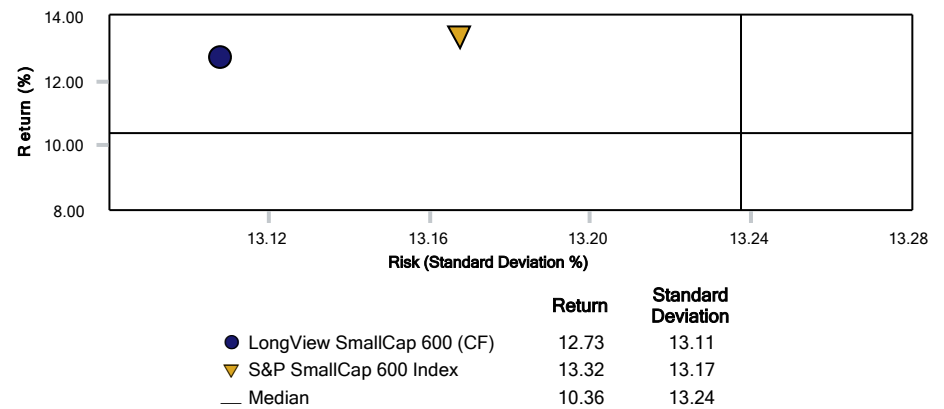 14.00
12.00
10.00
8.00
Return (%)
13.12 13.16 13.20 13.24 13.28
Risk (Standard Deviation %)
Return Standard Deviation
LongView SmallCap 600 (CF) 12.73 13.11
S&P SmallCap 600 Index 13.32 13.17
Median 10.36 13.24